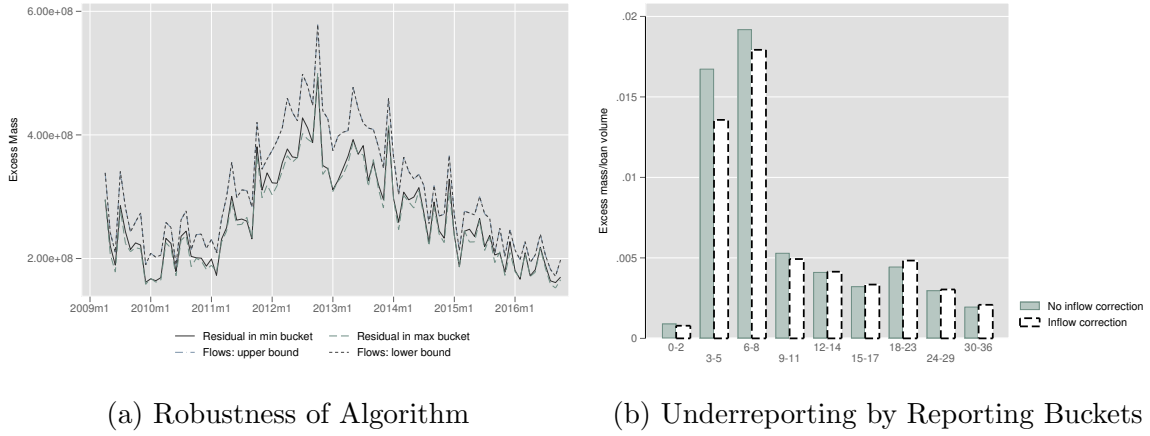 6.00e+08
4.00e+08
2.00e+08
Excess Mass
2009m1 2010m1 2011m1 2012m1 2013m1 2014m1 2015m1 2016m1
Residual in min bucket Residual in max bucket
Flows: upper bound Flows: lower bound
(a) Robustness of Algorithm
.02
.015
.01
.005
0
Excess mass/loan volume
0-2 6-8 12-14 18-23 30-36
3-5 9-11 15-17 24-29
No inflow correction
Inflow correction
(b) Underreporting by Reporting Buckets